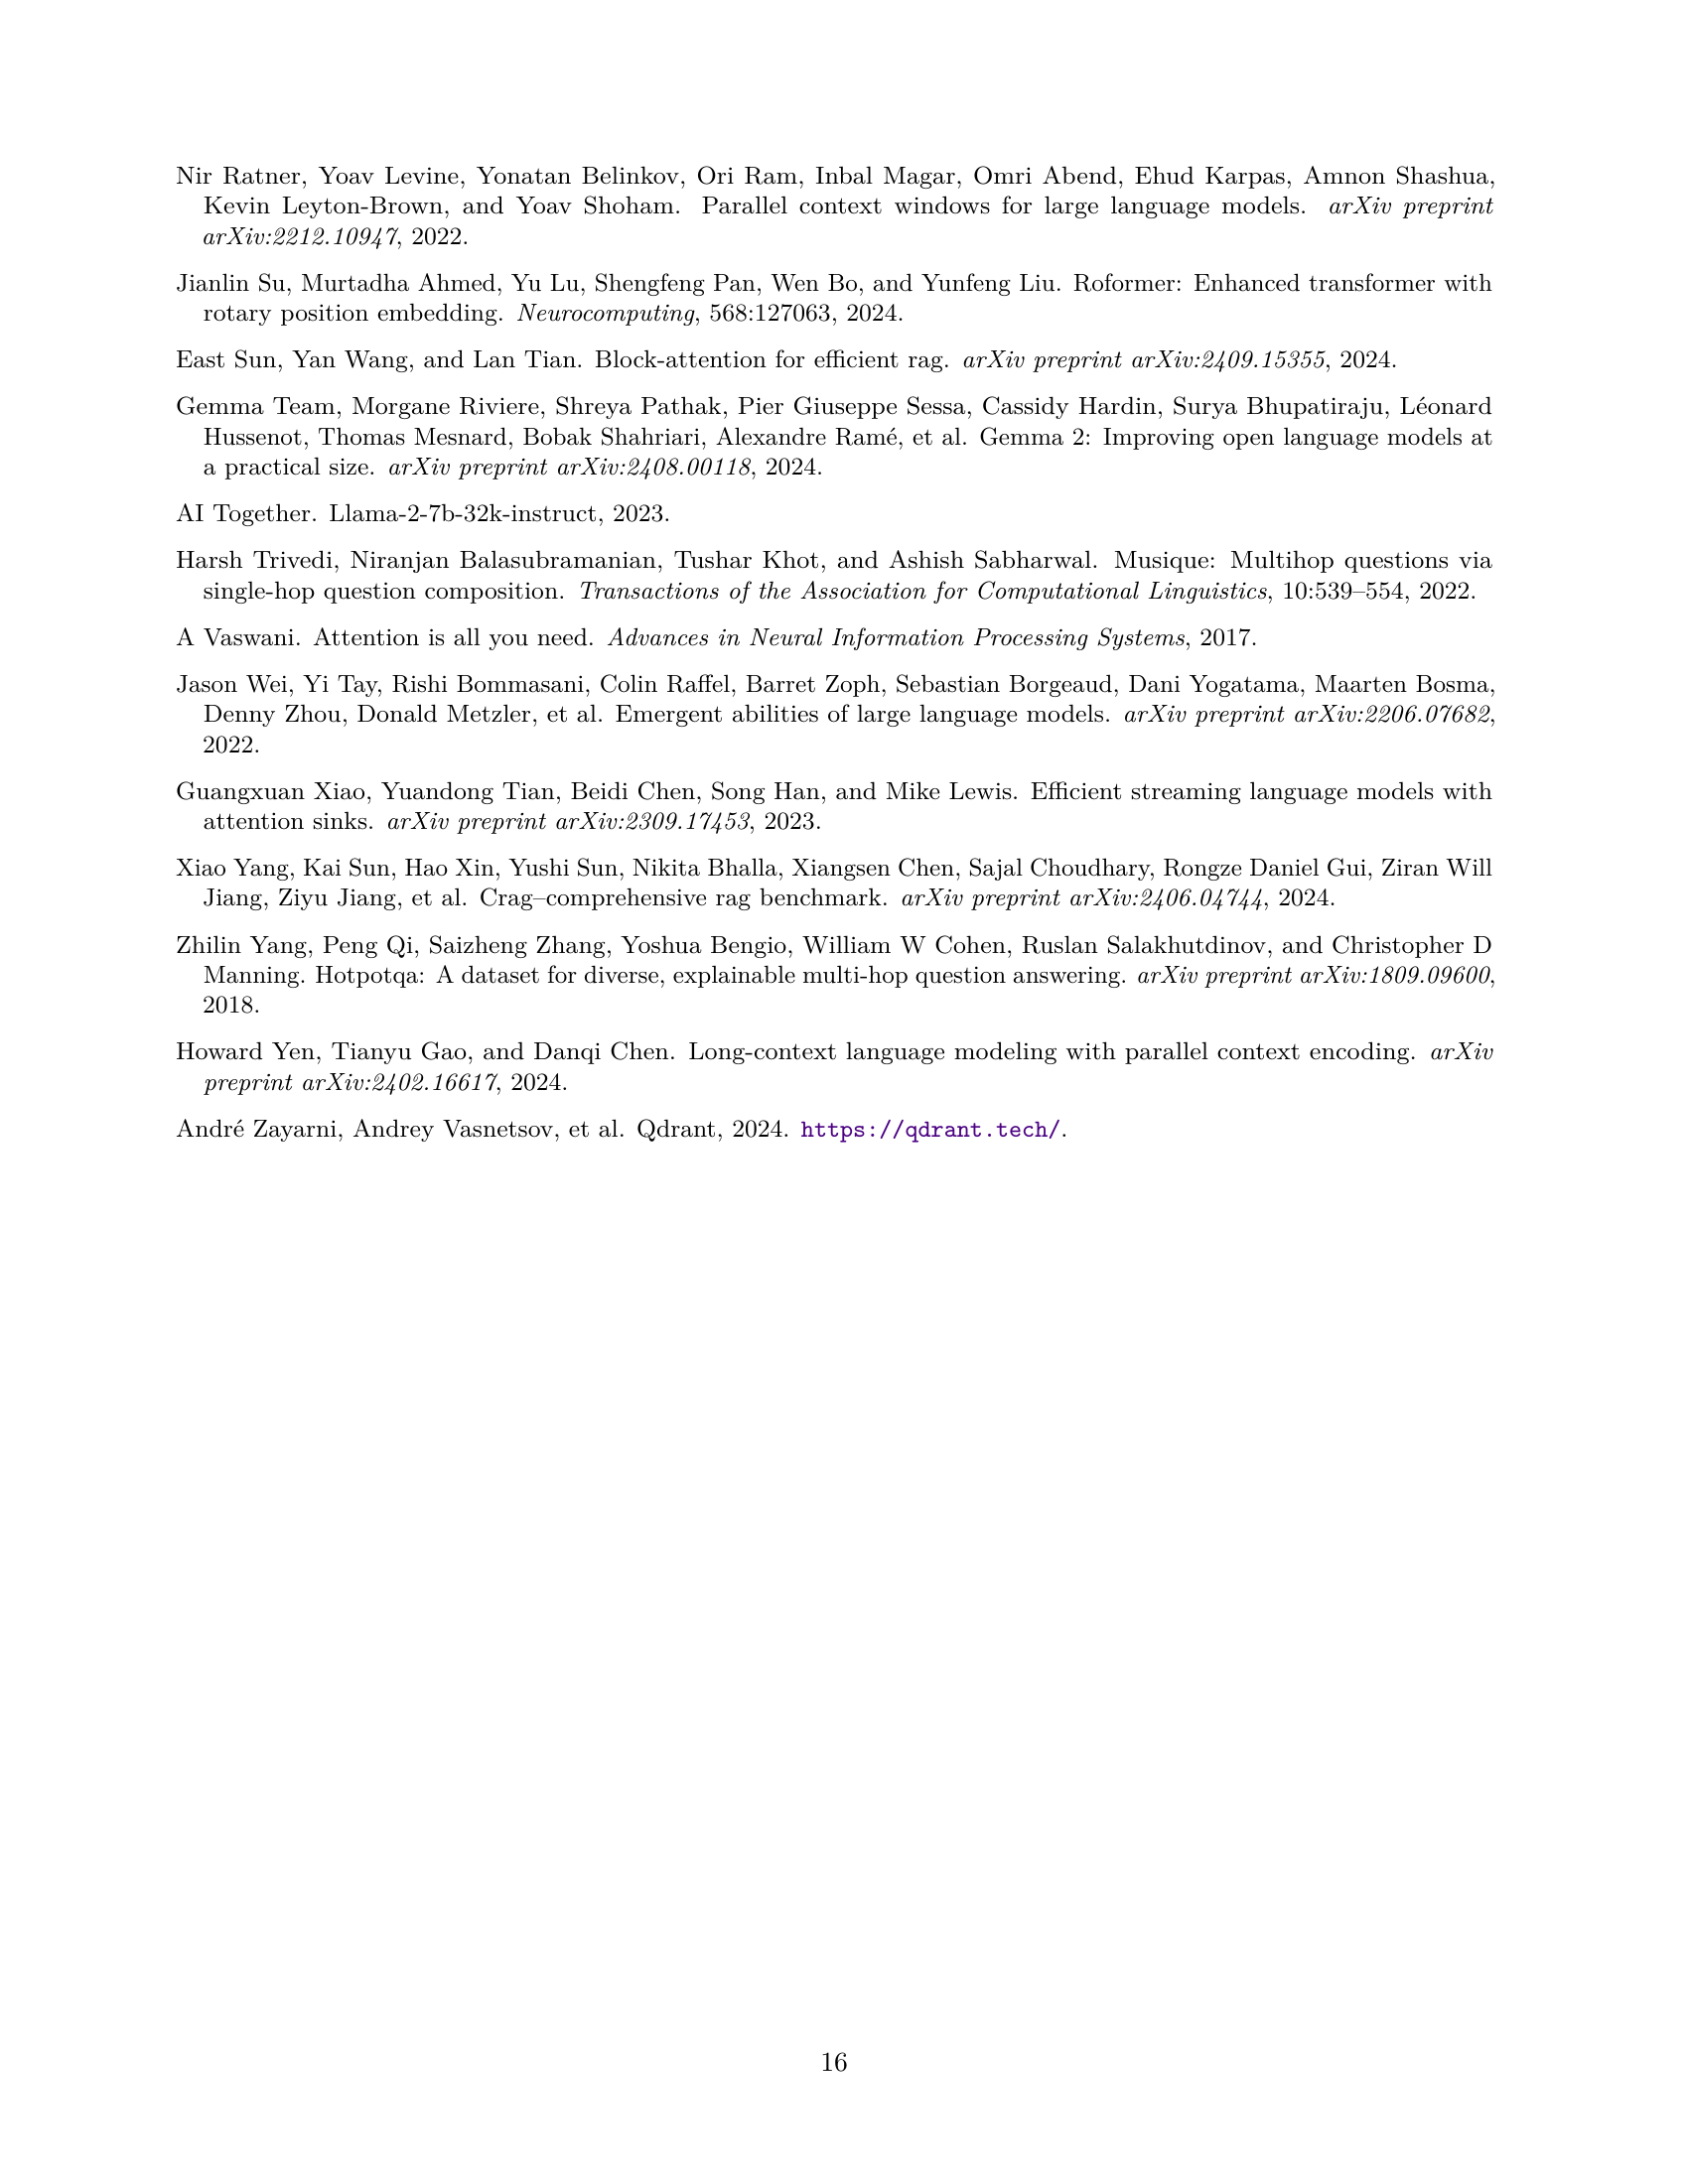 Nir Ratner, Yoav Levine, Yonatan Belinkov, Ori Ram, Inbal Magar, Omri Abend, Ehud Karpas, Amnon Shashua,
Kevin Leyton-Brown, and Yoav Shoham. Parallel context windows for large language models. arXiv preprint
arXiv:2212.10947, 2022.
Jianlin Su, Murtadha Ahmed, Yu Lu, Shengfeng Pan, Wen Bo, and Yunfeng Liu. Roformer: Enhanced transformer with
rotary position embedding. Neurocomputing, 568:127063, 2024.
East Sun, Yan Wang, and Lan Tian. Block-attention for efficient rag. arXiv preprint arXiv:2409.15355, 2024.
Gemma Team, Morgane Riviere, Shreya Pathak, Pier Giuseppe Sessa, Cassidy Hardin, Surya Bhupatiraju, Léonard
Hussenot, Thomas Mesnard, Bobak Shahriari, Alexandre Ramé, et al. Gemma 2: Improving open language models at
a practical size. arXiv preprint arXiv:2408.00118, 2024.
AI Together. Llama-2-7b-32k-instruct, 2023.
Harsh Trivedi, Niranjan Balasubramanian, Tushar Khot, and Ashish Sabharwal. Musique: Multihop questions via
single-hop question composition. Transactions of the Association for Computational Linguistics, 10:539–554, 2022.
A Vaswani. Attention is all you need. Advances in Neural Information Processing Systems, 2017.
Jason Wei, Yi Tay, Rishi Bommasani, Colin Raffel, Barret Zoph, Sebastian Borgeaud, Dani Yogatama, Maarten Bosma,
Denny Zhou, Donald Metzler, et al. Emergent abilities of large language models. arXiv preprint arXiv:2206.07682,
2022.
Guangxuan Xiao, Yuandong Tian, Beidi Chen, Song Han, and Mike Lewis. Efficient streaming language models with
attention sinks. arXiv preprint arXiv:2309.17453, 2023.
Xiao Yang, Kai Sun, Hao Xin, Yushi Sun, Nikita Bhalla, Xiangsen Chen, Sajal Choudhary, Rongze Daniel Gui, Ziran Will
Jiang, Ziyu Jiang, et al. Crag–comprehensive rag benchmark. arXiv preprint arXiv:2406.04744, 2024.
Zhilin Yang, Peng Qi, Saizheng Zhang, Yoshua Bengio, William W Cohen, Ruslan Salakhutdinov, and Christopher D
Manning. Hotpotqa: A dataset for diverse, explainable multi-hop question answering. arXiv preprint arXiv:1809.09600,
2018.
Howard Yen, Tianyu Gao, and Danqi Chen. Long-context language modeling with parallel context encoding. arXiv
preprint arXiv:2402.16617, 2024.
André Zayarni, Andrey Vasnetsov, et al. Qdrant, 2024. https://qdrant.tech/.
16